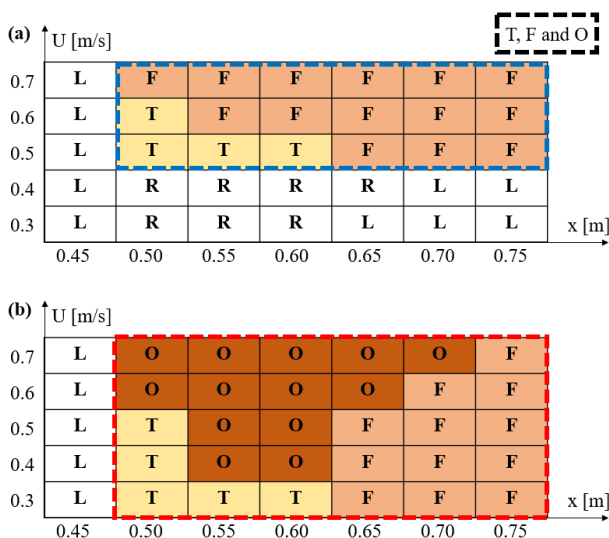 T, F and O
(a) U [m/s]
0.7 L F F F F F F
0.6 L T F F F F F
0.5 L T T T F F F
0.4 L R R R R L L
0.3 L R R R L L L
0.45 0.50 0.55 0.60 0.65 0.70 0.75 x [m]
(b) U [m/s]
0.7 L O O O O O F
0.6 L O O O O F F
0.5 L T O O F F F
0.4 L T O O F F F
0.3 L T T T F F F
0.45 0.50 0.55 0.60 0.65 0.70 0.75 x [m]